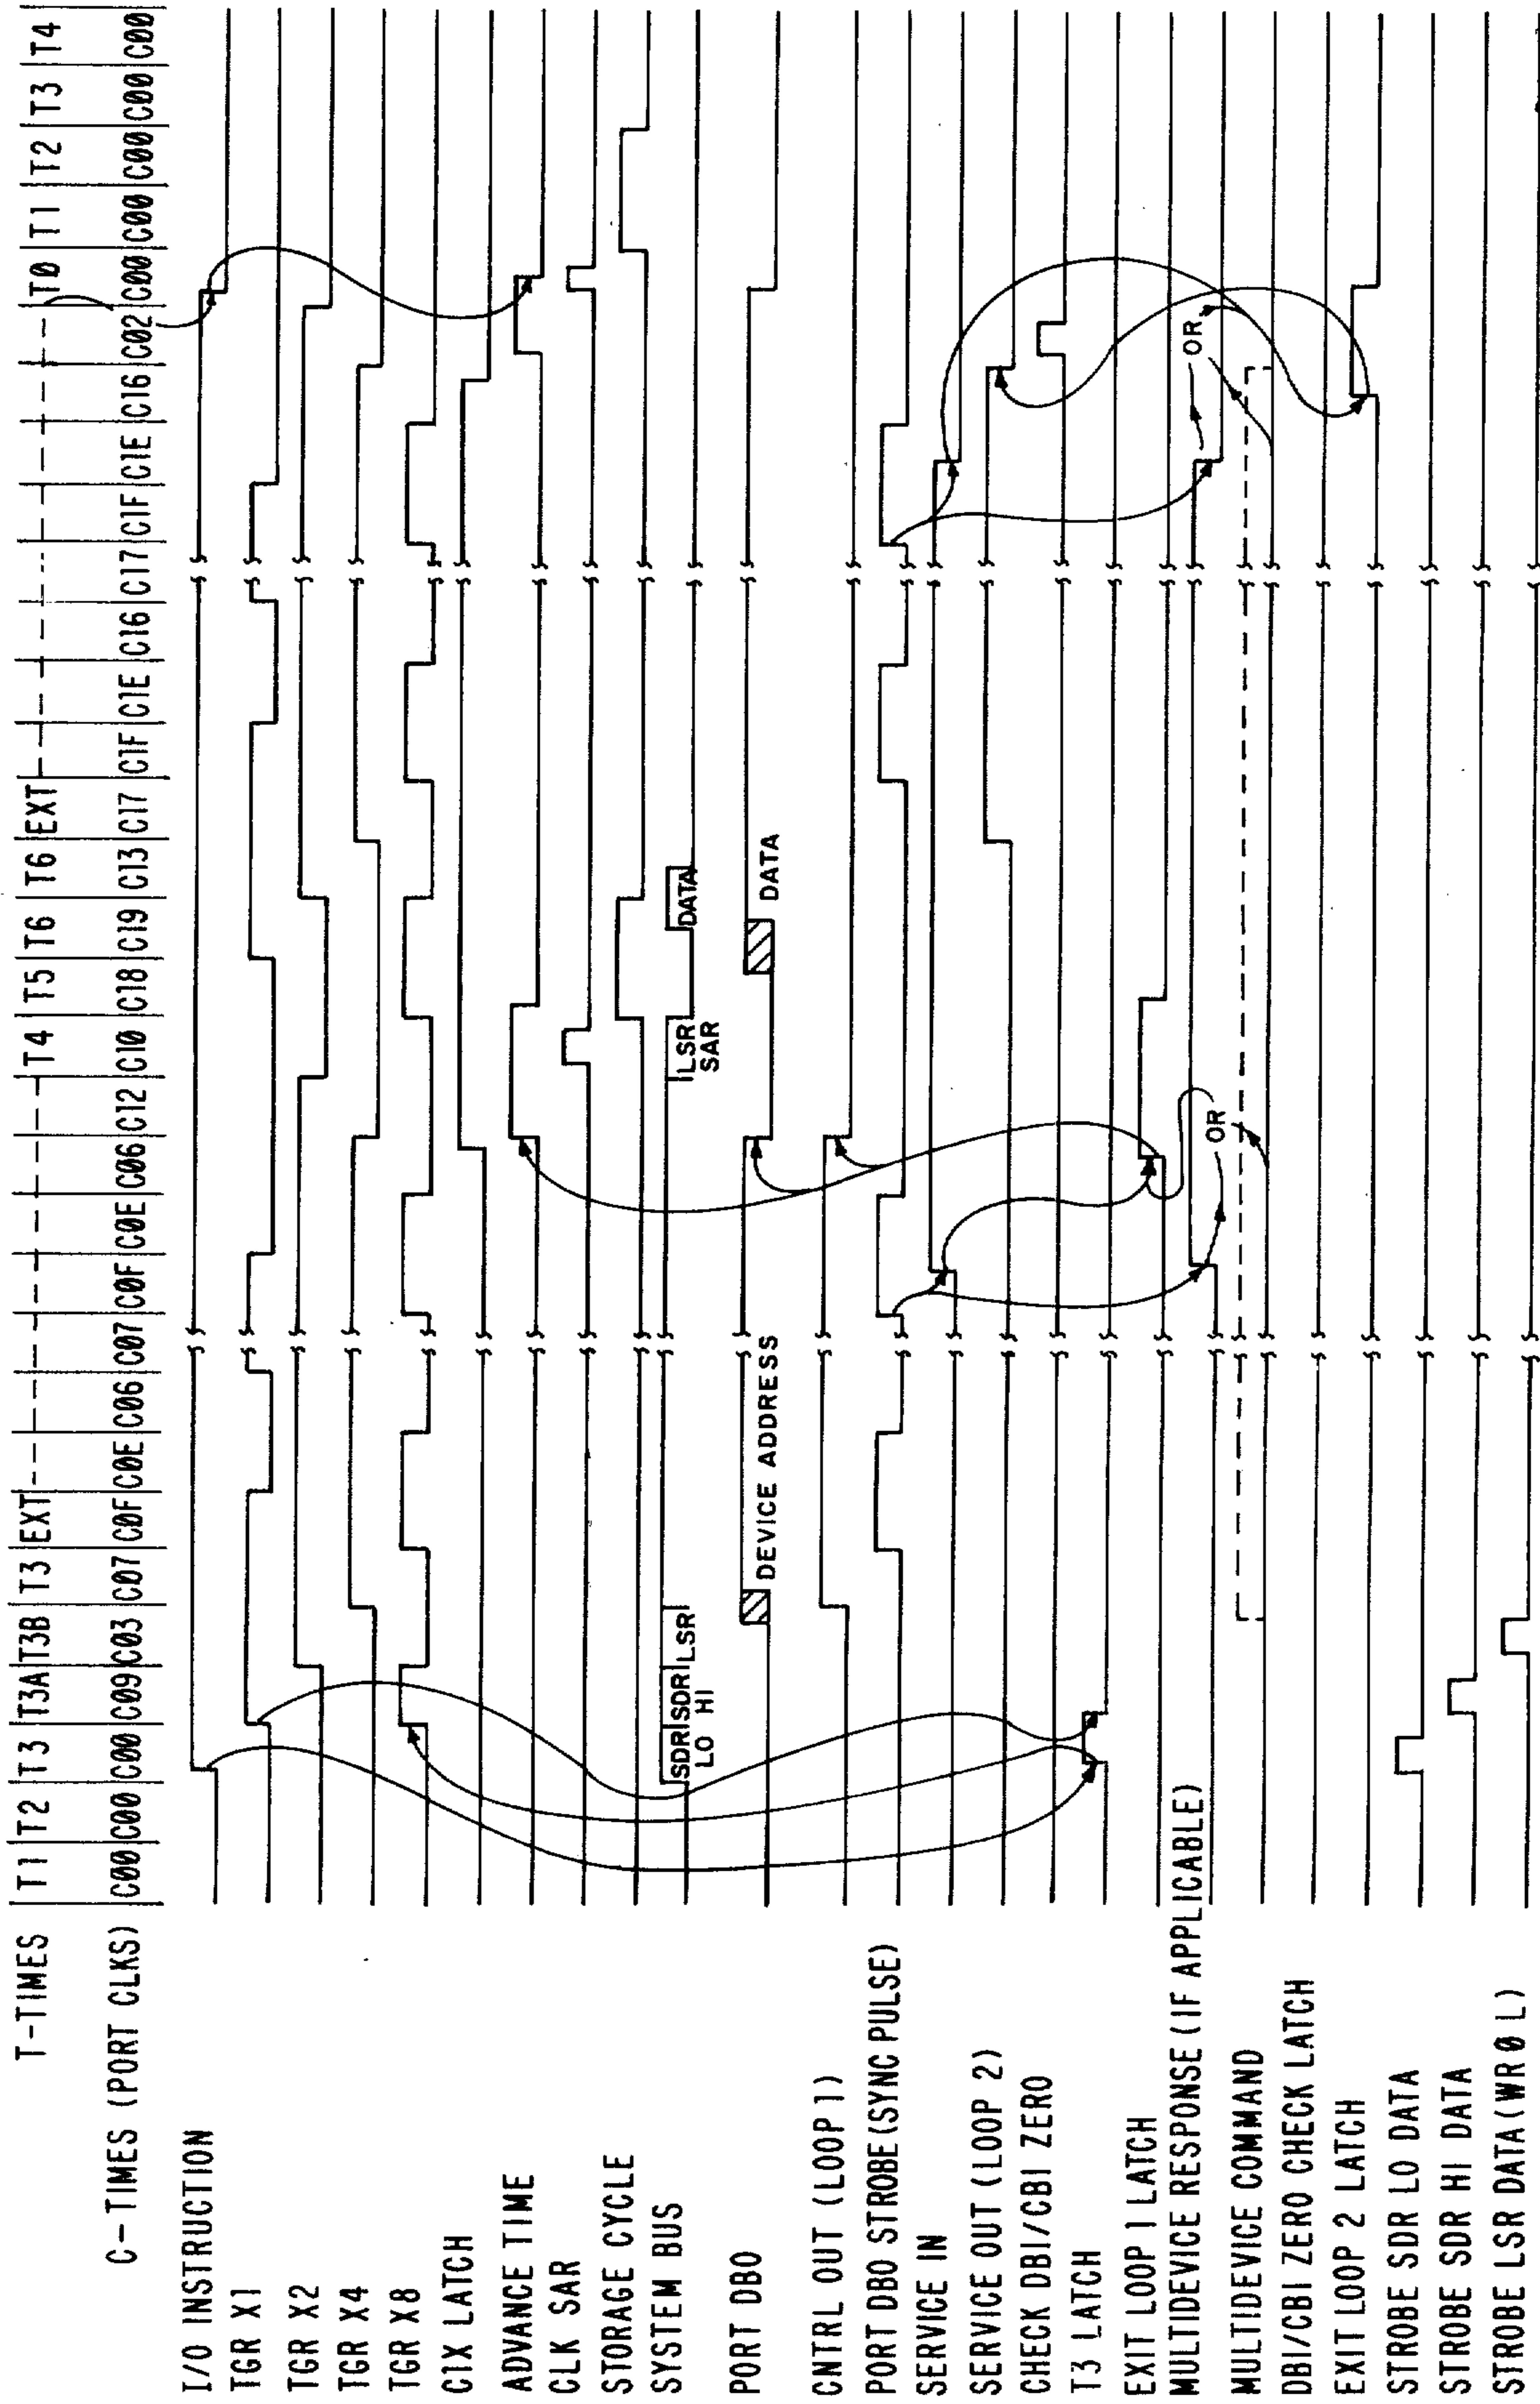 T-TIMES |T1|T2|T3|T3A|T3B|T3|EXT|---------|T4|T5|T6|T6|EXT|---------|T0|T1|T2|T3|T4
C-TIMES (PORT CLKS) C00|C00|C00|C09|C03|C07|C0F|C0E|C06|C07|C0F|C0E|C06|C12|C10|C18|C19|C13|C17|C1F|C1E|C16|C17|C1F|C1E|C16|C02|C00|C00|C00|C00|C00
I/O INSTRUCTION
TGR X1
TGR X2
TGR X4
TGR X8
C1X LATCH
ADVANCE TIME
CLK SAR
STORAGE CYCLE
SYSTEM BUS
SDR|SDR|LSR
LO HI
LSR
SAR
DATA
PORT DBO
DEVICE ADDRESS
DATA
CNTRL OUT (LOOP 1)
PORT DBO STROBE (SYNC PULSE)
SERVICE IN
SERVICE OUT (LOOP 2)
CHECK DBI/CBI ZERO
T3 LATCH
EXIT LOOP 1 LATCH
MULTIDEVICE RESPONSE (IF APPLICABLE)
OR
OR
MULTIDEVICE COMMAND
DBI/CBI ZERO CHECK LATCH
EXIT LOOP 2 LATCH
STROBE SDR LO DATA
STROBE SDR HI DATA
STROBE LSR DATA (WR 0 L)